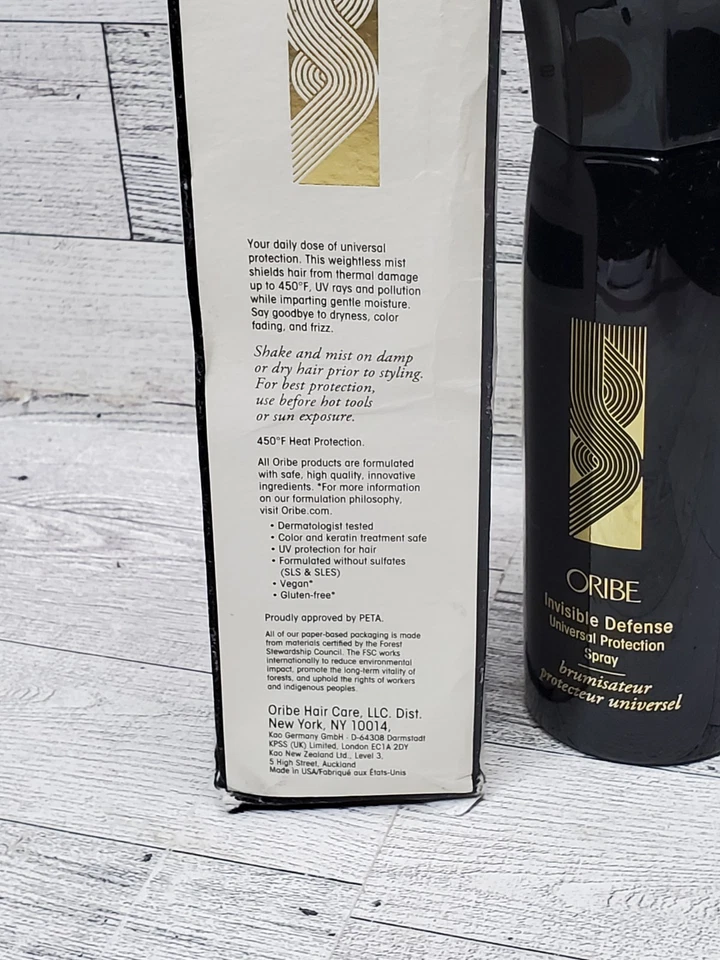 Your daily dose of universal
protection. This weightless mist
shields hair from thermal damage
up to 450°F, UV rays and pollution
while imparting gentle moisture.
Say goodbye to dryness, color
fading, and frizz.
Shake and mist on damp
or dry hair prior to styling.
For best protection,
use before hot tools
or sun exposure.
450°F Heat Protection.
All Oribe products are formulated
with safe, high quality, innovative
ingredients. *For more information
on our formulation philosophy,
visit Oribe.com.
• Dermatologist tested
• Color and keratin treatment safe
• UV protection for hair
• Formulated without sulfates
(SLS & SLES)
• Vegan*
• Gluten-free*
Proudly approved by PETA.
All of our paper-based packaging is made
from materials certified by the Forest
Stewardship Council. The FSC works
internationally to reduce environmental
impact, promote the long-term vitality of
forests, and uphold the rights of workers
and indigenous peoples.
Oribe Hair Care, LLC. Dist.
New York, NY 10014,
Kao Germany GmbH · D-64308 Darmstadt
KPSS (UK) Limited, London EC1A 2DY
Kao New Zealand Ltd., Level 3,
5 High Street, Auckland
Made in USA/Fabriqué aux États-Unis
ORIBE
Invisible Defense
Universal Protection
Spray
brumisateur
protecteur universel